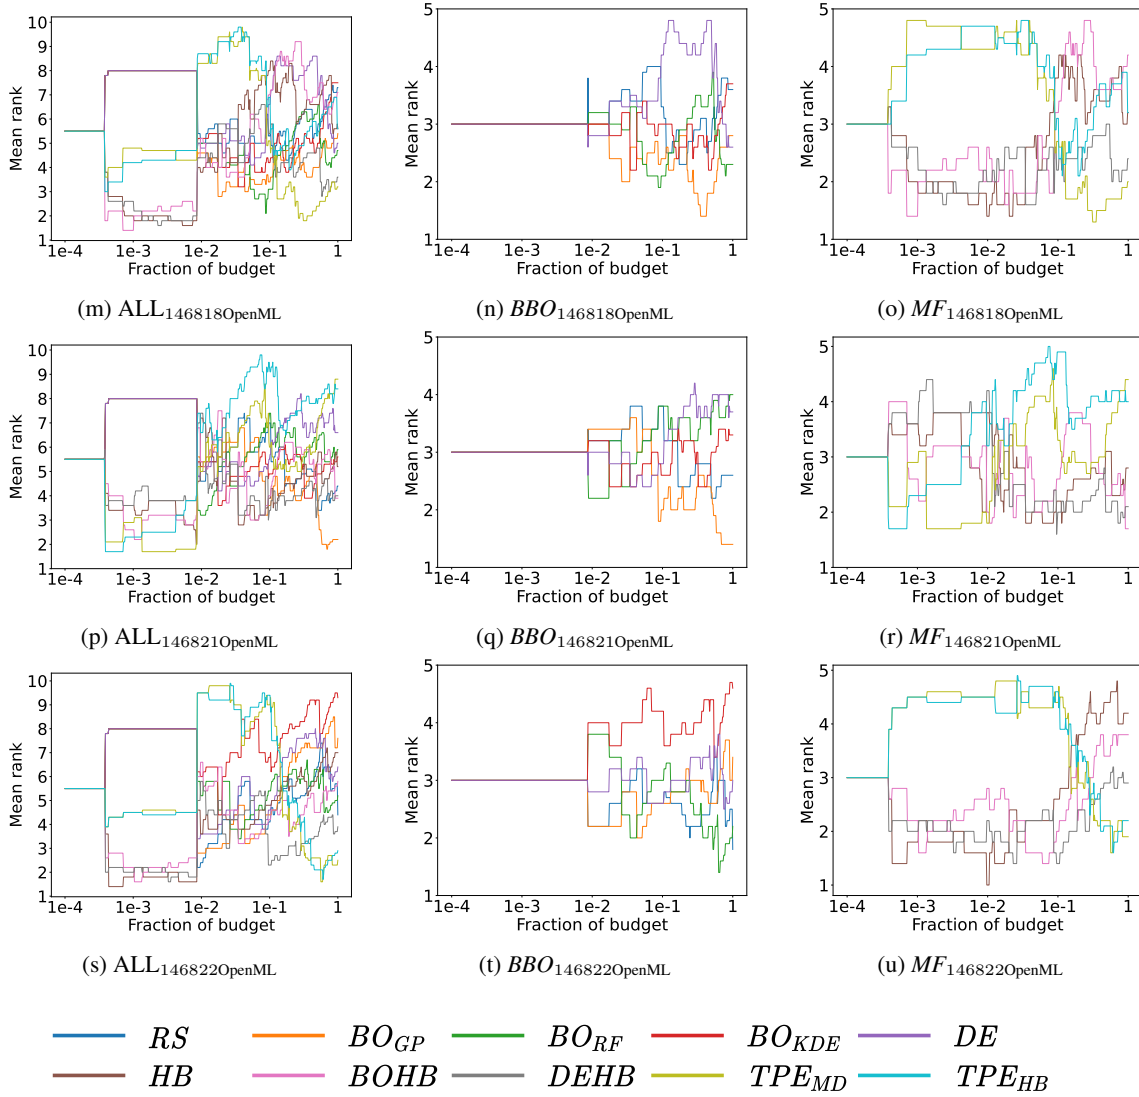 10
9
8
7
6
5
4
3
2
1
Mean rank
1e-4 1e-3 1e-2 1e-1 1
Fraction of budget
(m) ALL146818OpenML
5
4
3
2
1
Mean rank
1e-4 1e-3 1e-2 1e-1 1
Fraction of budget
(n) BBO146818OpenML
5
4
3
2
1
Mean rank
1e-4 1e-3 1e-2 1e-1 1
Fraction of budget
(o) MF146818OpenML
10
9
8
7
6
5
4
3
2
1
Mean rank
1e-4 1e-3 1e-2 1e-1 1
Fraction of budget
(p) ALL146821OpenML
5
4
3
2
1
Mean rank
1e-4 1e-3 1e-2 1e-1 1
Fraction of budget
(q) BBO146821OpenML
5
4
3
2
1
Mean rank
1e-4 1e-3 1e-2 1e-1 1
Fraction of budget
(r) MF146821OpenML
10
9
8
7
6
5
4
3
2
1
Mean rank
1e-4 1e-3 1e-2 1e-1 1
Fraction of budget
(s) ALL146822OpenML
5
4
3
2
1
Mean rank
1e-4 1e-3 1e-2 1e-1 1
Fraction of budget
(t) BBO146822OpenML
5
4
3
2
1
Mean rank
1e-4 1e-3 1e-2 1e-1 1
Fraction of budget
(u) MF146822OpenML
RS BOGP BORF BOKDE DE
HB BOHB DEHB TPEMD TPEHB